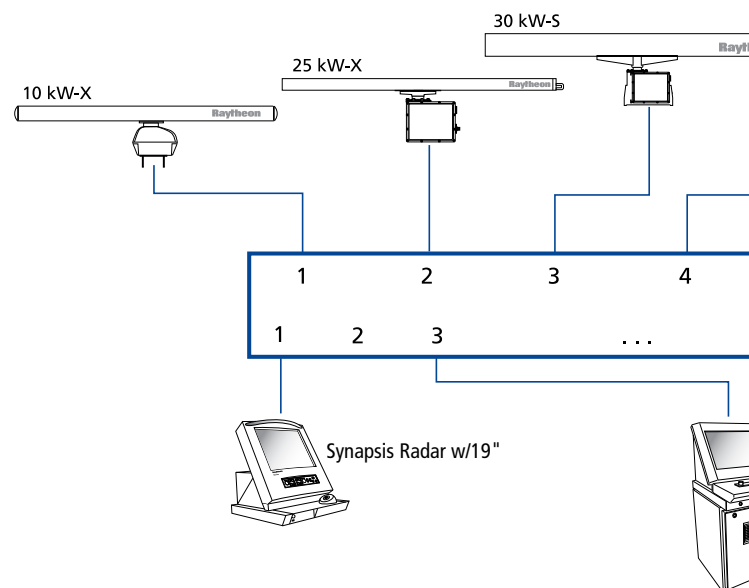 30 kW-S
25 kW-X
10 kW-X
Raytheon
Raytheon
1 2 3 4
1 2 3 ...
Synapsis Radar w/19"